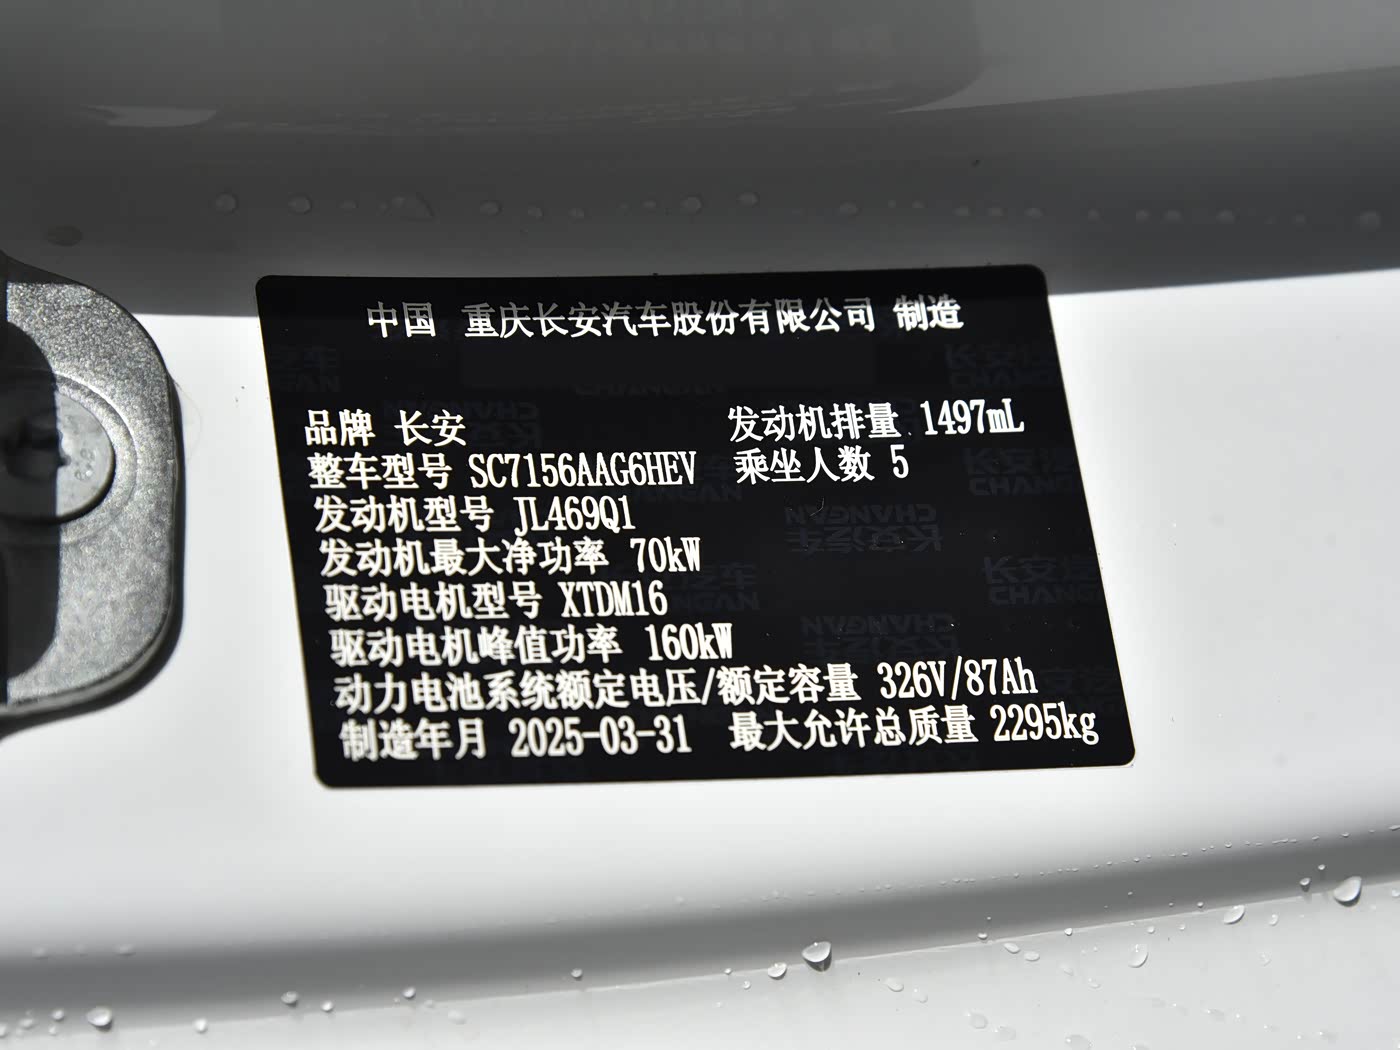 中国 重庆长安汽车股份有限公司 制造
品牌 长安 发动机排量 1497mL
整车型号 SC7156AAG6HEV 乘坐人数 5
发动机型号 JL469Q1
发动机最大净功率 70kW
驱动电机型号 XTDM16
驱动电机峰值功率 160kW
动力电池系统额定电压/额定容量 326V/87Ah
制造年月 2025-03-31 最大允许总质量 2295kg